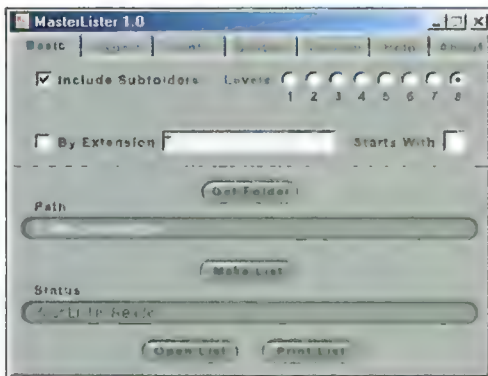 MasterLister 1.0
Basic Help About
Include Subfolders Levels
1 2 3 4 5 6 7 8
By Extension Starts With
Get Folder
Path
Make List
Status
Open List Print List